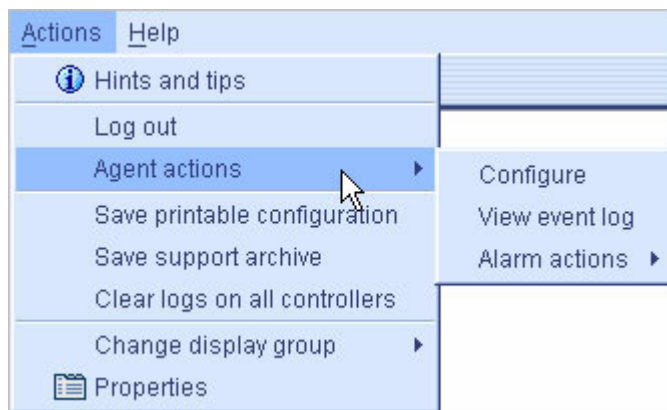 Actions Help
Hints and tips
Log out
Agent actions
Configure
View event log
Alarm actions
Save printable configuration
Save support archive
Clear logs on all controllers
Change display group
Properties